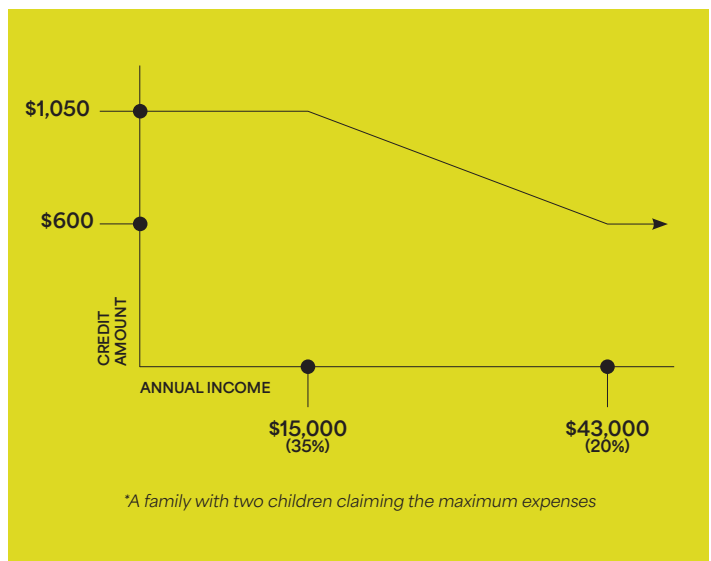 $1,050
$600
CREDIT
AMOUNT
ANNUAL INCOME
$15,000
(35%)
$43,000
(20%)
*A family with two children claiming the maximum expenses